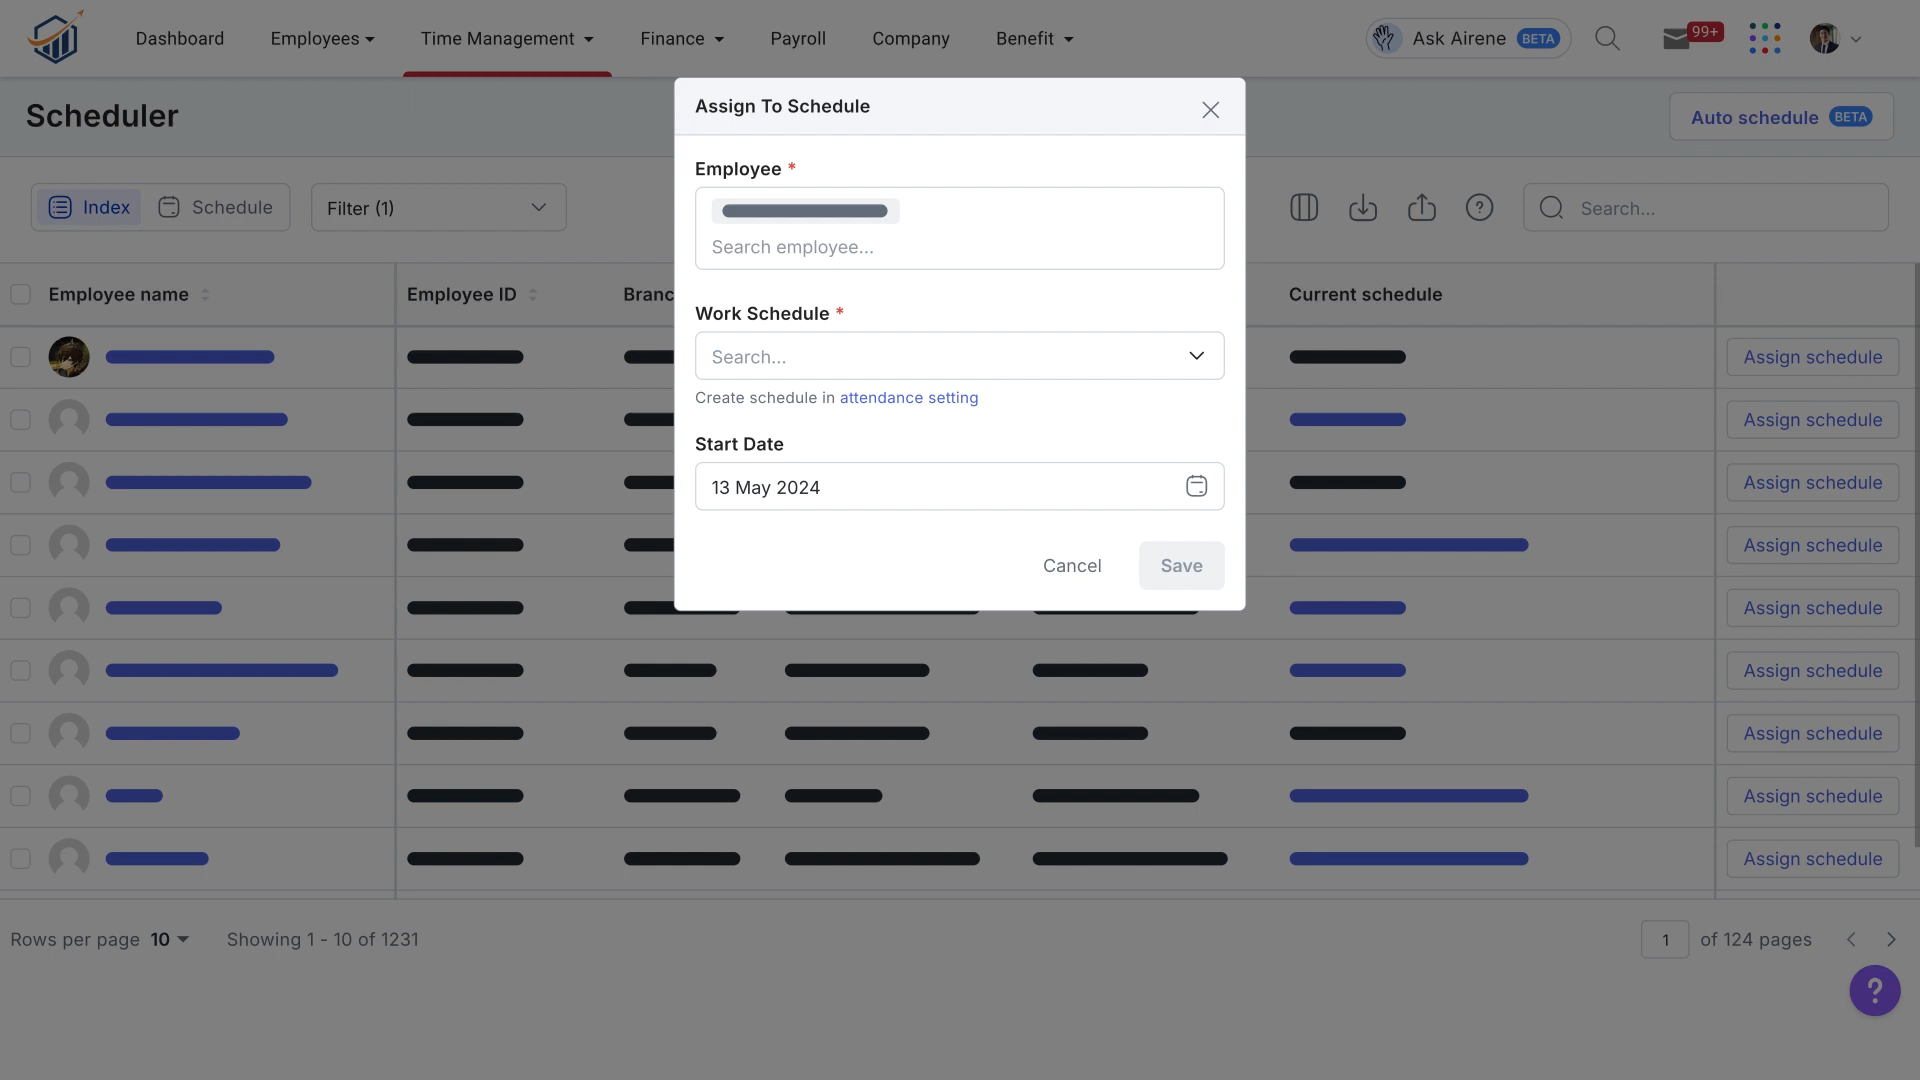 Dashboard
Employees
Time Management
Finance
Payroll
Company
Benefit
Ask Airene BETA
99+
Scheduler
Auto schedule BETA
Index
Schedule
Filter (1)
Search...
Employee name
Employee ID
Branc
Current schedule
Assign To Schedule
Employee *
Search employee...
Work Schedule *
Search...
Create schedule in attendance setting
Start Date
13 May 2024
Cancel
Save
Assign schedule
Assign schedule
Assign schedule
Assign schedule
Assign schedule
Assign schedule
Assign schedule
Assign schedule
Assign schedule
Rows per page 10
Showing 1 - 10 of 1231
1 of 124 pages
?